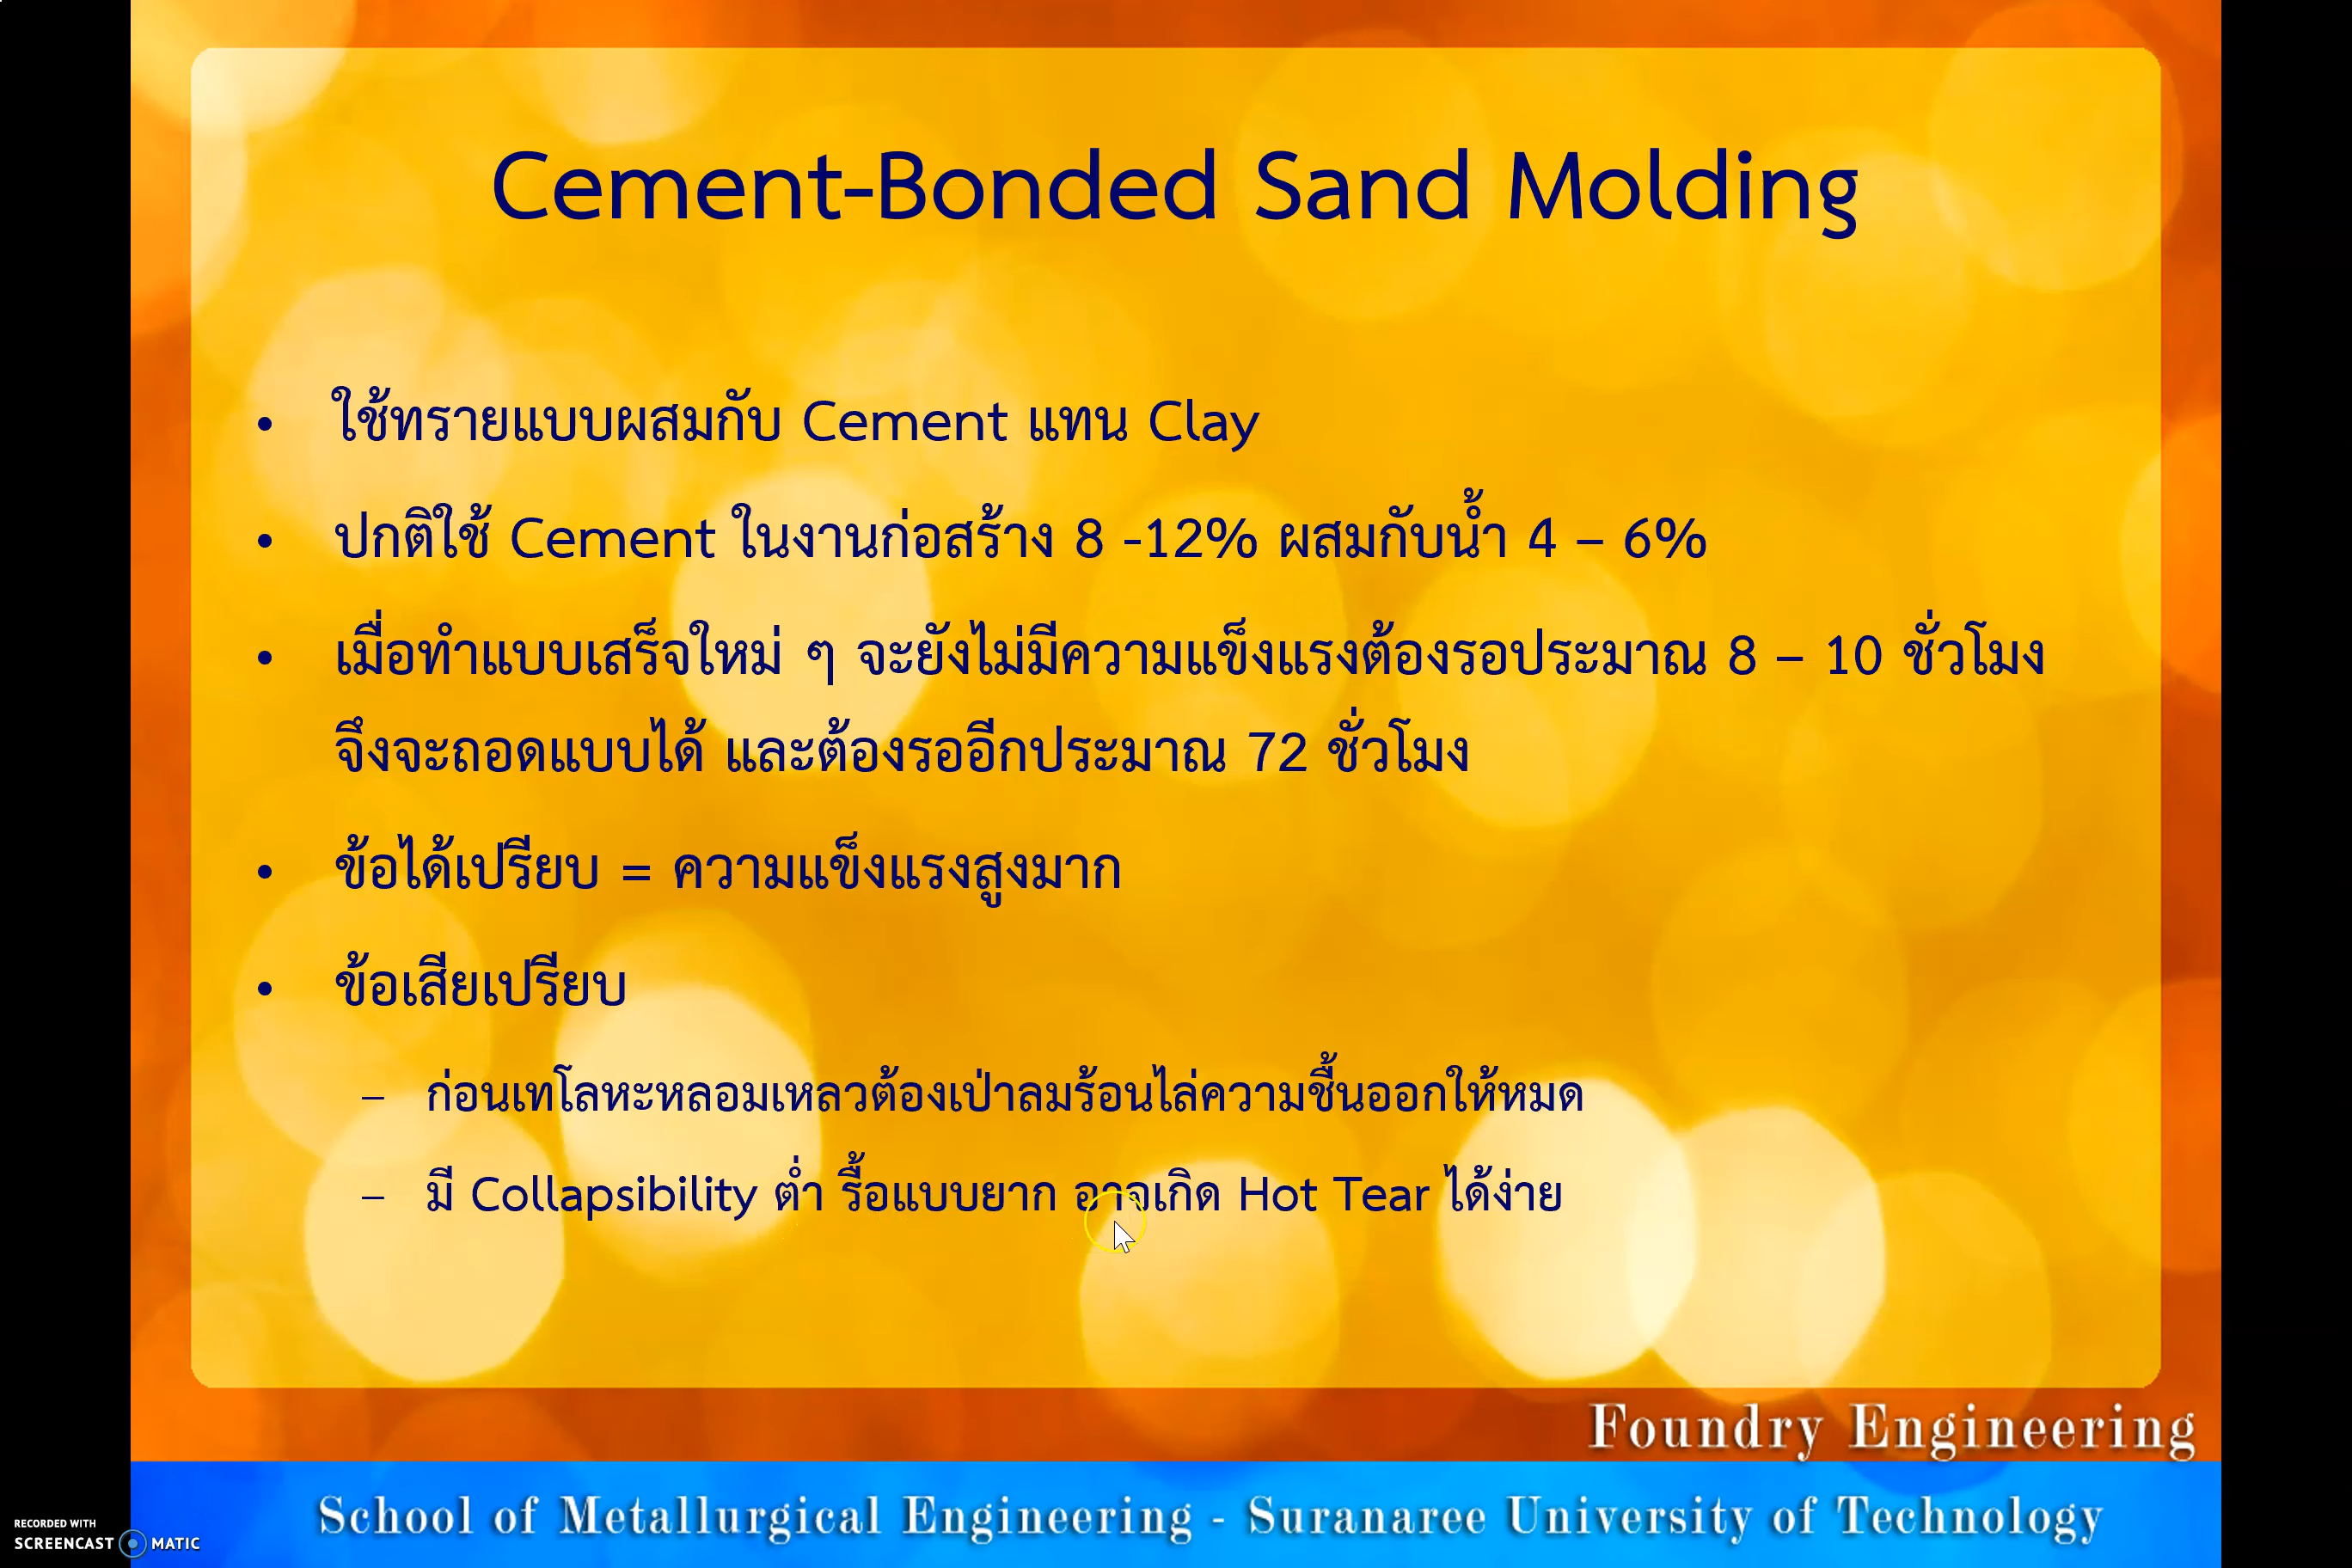 Cement-Bonded Sand Molding
• ใช้ทรายแบบผสมกับ Cement แทน Clay
• ปกติใช้ Cement ในงานก่อสร้าง 8 -12% ผสมกับน้ำ 4 – 6%
• เมื่อทำแบบเสร็จใหม่ ๆ จะยังไม่มีความแข็งแรงต้องรอประมาณ 8 – 10 ชั่วโมง
จึงจะถอดแบบได้ และต้องรออีกประมาณ 72 ชั่วโมง
• ข้อได้เปรียบ = ความแข็งแรงสูงมาก
• ข้อเสียเปรียบ
– ก่อนเทโลหะหลอมเหลวต้องเป่าลมร้อนไล่ความชื้นออกให้หมด
– มี Collapsibility ต่ำ รื้อแบบยาก อาจเกิด Hot Tear ได้ง่าย
Foundry Engineering
School of Metallurgical Engineering - Suranaree University of Technology
RECORDED WITH
SCREENCAST MATIC